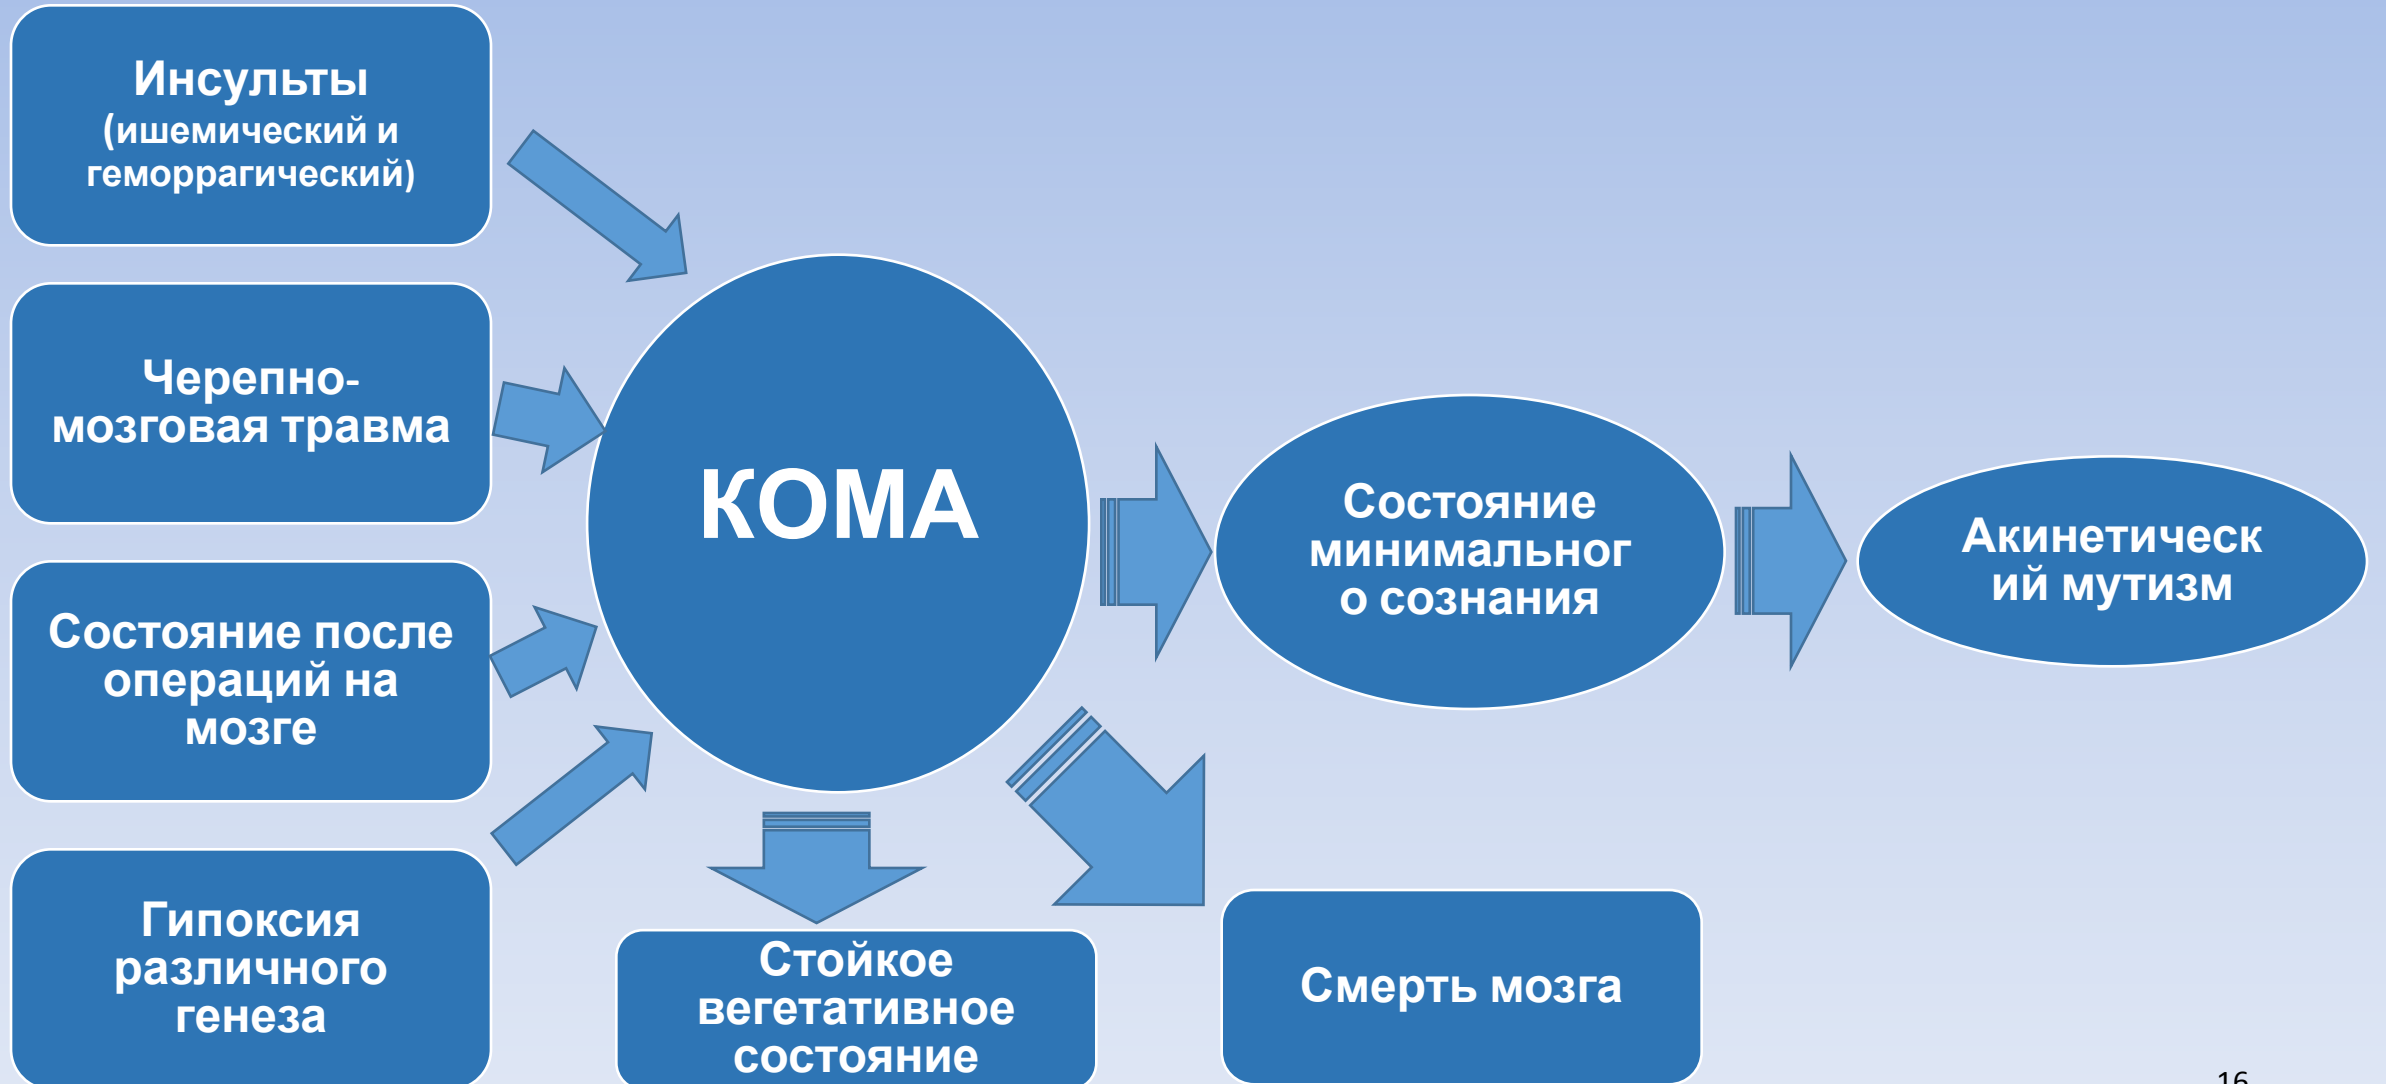 Инсульты
(ишемический и
геморрагический)
Черепно-
мозговая травма
Состояние после
операций на
мозге
Гипоксия
различного
генеза
КОМА
Состояние
минимальног
о сознания
Акинетическ
ий мутизм
Стойкое
вегетативное
состояние
Смерть мозга
16